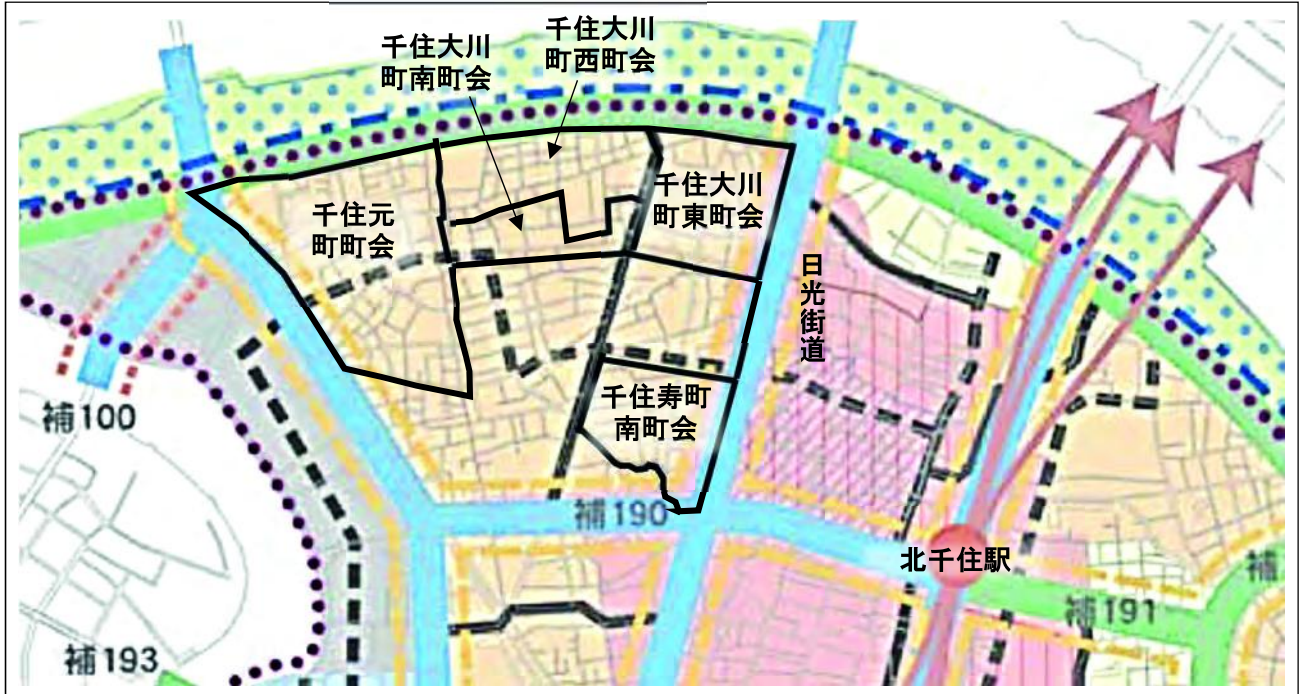 千住大川
町西町会
千住大川
町南町会
千住大川
町東町会
千住元
町町会
日光街道
千住寿町
南町会
補100
補190
北千住駅
補
補191
補193